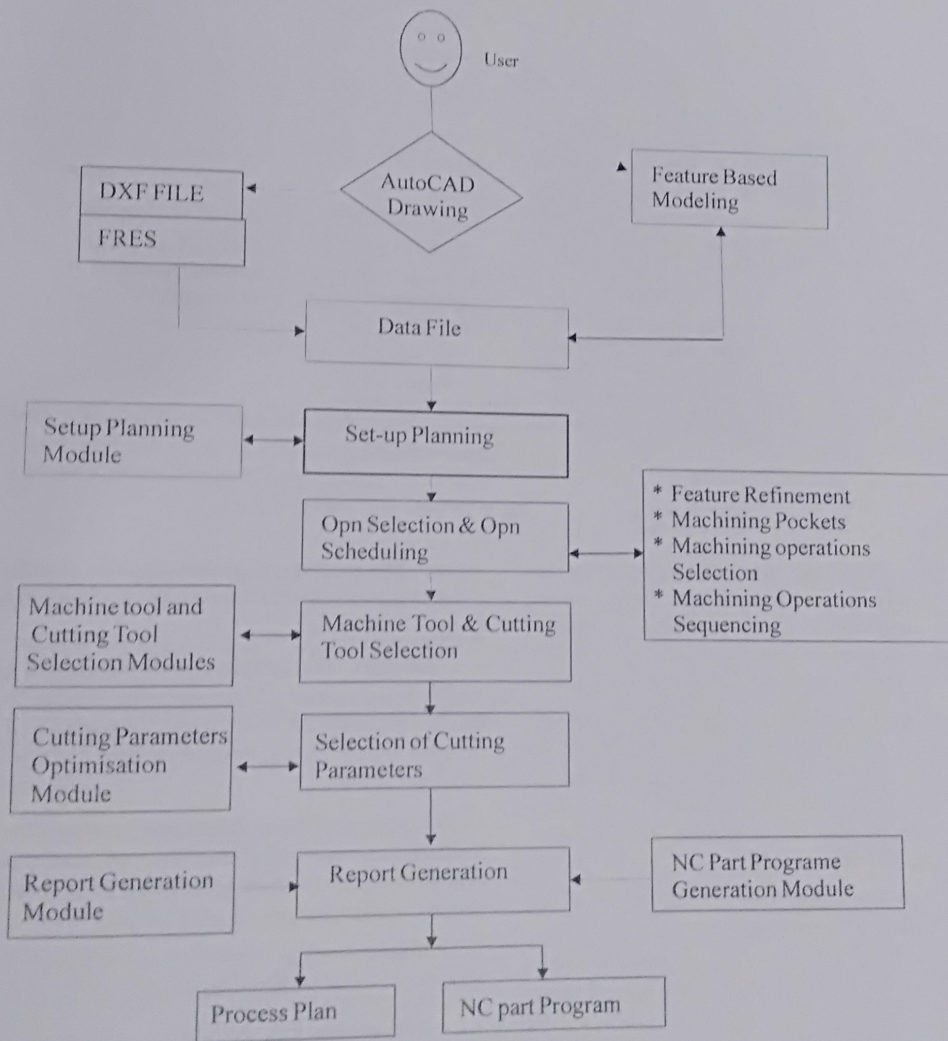 User
AutoCAD
Drawing
DXF FILE
FRES
Feature Based
Modeling
Data File
Setup Planning
Module
Set-up Planning
Opn Selection & Opn
Scheduling
* Feature Refinement
* Machining Pockets
* Machining operations
Selection
* Machining Operations
Sequencing
Machine tool and
Cutting Tool
Selection Modules
Machine Tool & Cutting
Tool Selection
Cutting Parameters
Optimisation
Module
Selection of Cutting
Parameters
Report Generation
Module
Report Generation
NC Part Programe
Generation Module
Process Plan
NC part Program